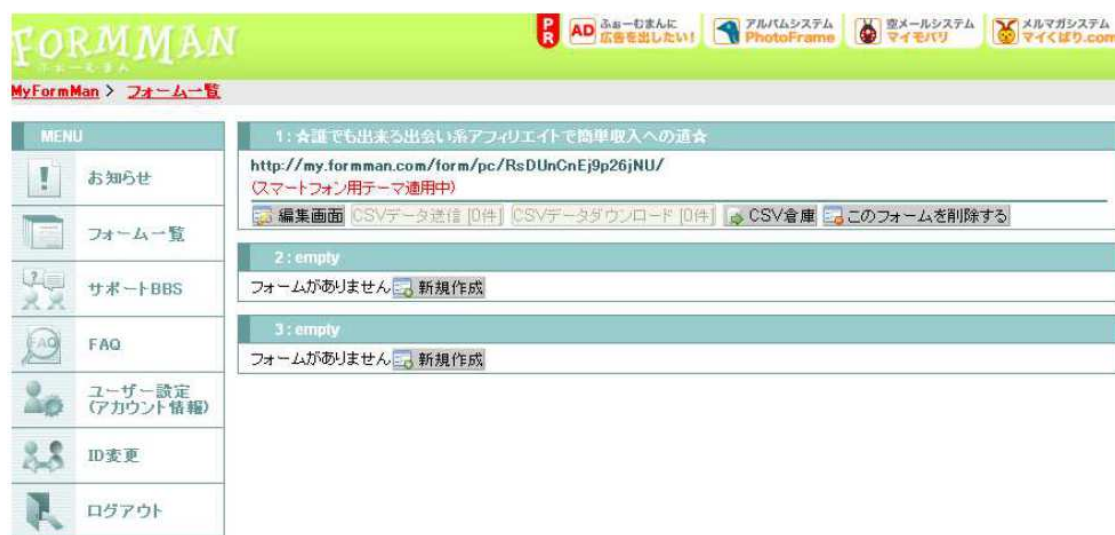 FORMMAN
ふぉーむまん
PR
AD ふぉーむまんに
広告を出したい!
アルバムシステム
PhotoFrame
空メールシステム
マイモバリ
メルマガシステム
マイくばり.com
MyFormMan > フォーム一覧
MENU
お知らせ
フォーム一覧
サポートBBS
FAQ
FAQ
ユーザー設定
(アカウント情報)
ID変更
ログアウト
1:☆誰でも出来る出会い系アフィリエイトで簡単収入への道☆
http://my.formman.com/form/pc/RsDUnCnEj9p26jNU/
(スマートフォン用テーマ適用中)
編集画面 CSVデータ送信 [0件] CSVデータダウンロード [0件] CSV倉庫 このフォームを削除する
2:empty
フォームがありません 新規作成
3:empty
フォームがありません 新規作成